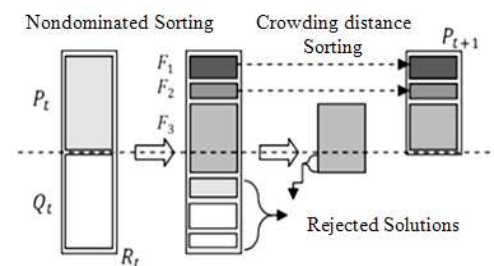 Nondominated Sorting
Crowding distance
Sorting
P_{t+1}
F_1
F_2
F_3
P_t
Q_t
R_t
Rejected Solutions